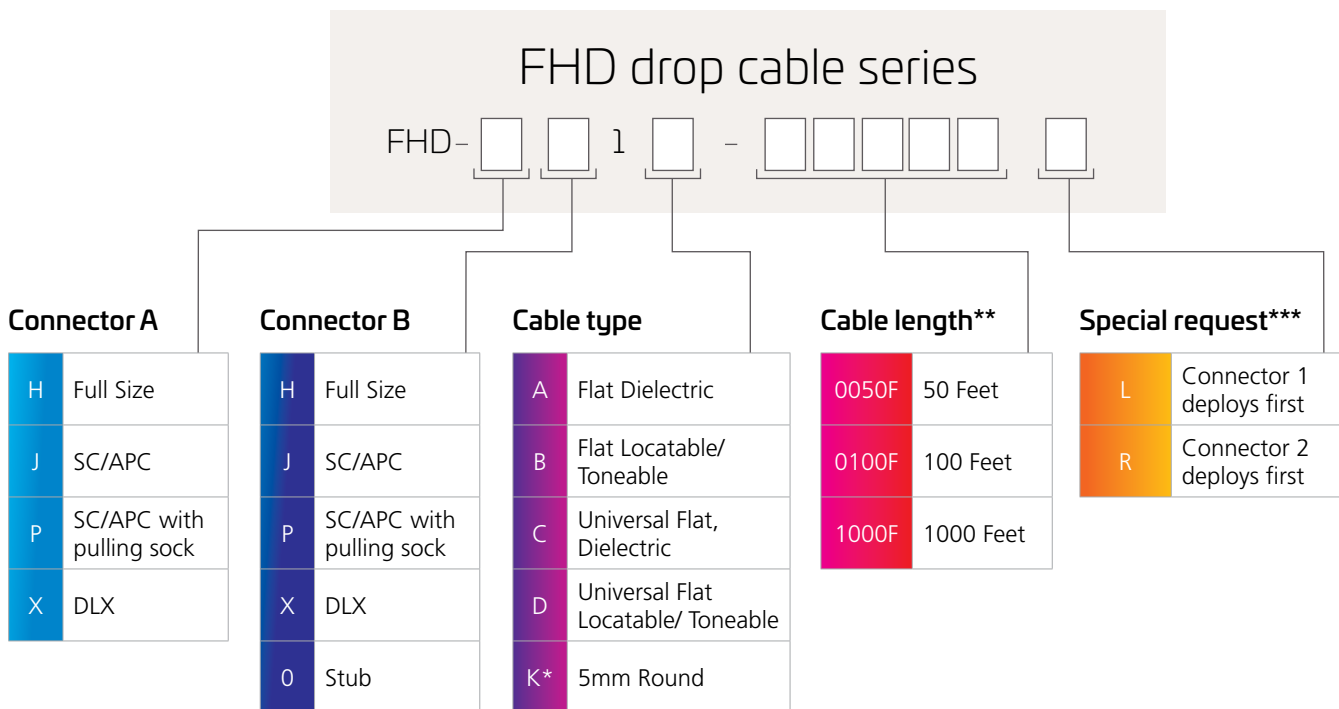 FHD drop cable series
FHD- 1 -
Connector A
H Full Size
J SC/APC
P SC/APC with
pulling sock
X DLX
Connector B
H Full Size
J SC/APC
P SC/APC with
pulling sock
X DLX
0 Stub
Cable type
A Flat Dielectric
B Flat Locatable/
Toneable
C Universal Flat,
Dielectric
D Universal Flat
Locatable/ Toneable
K* 5mm Round
Cable length**
0050F 50 Feet
0100F 100 Feet
1000F 1000 Feet
Special request***
L Connector 1
deploys first
R Connector 2
deploys first